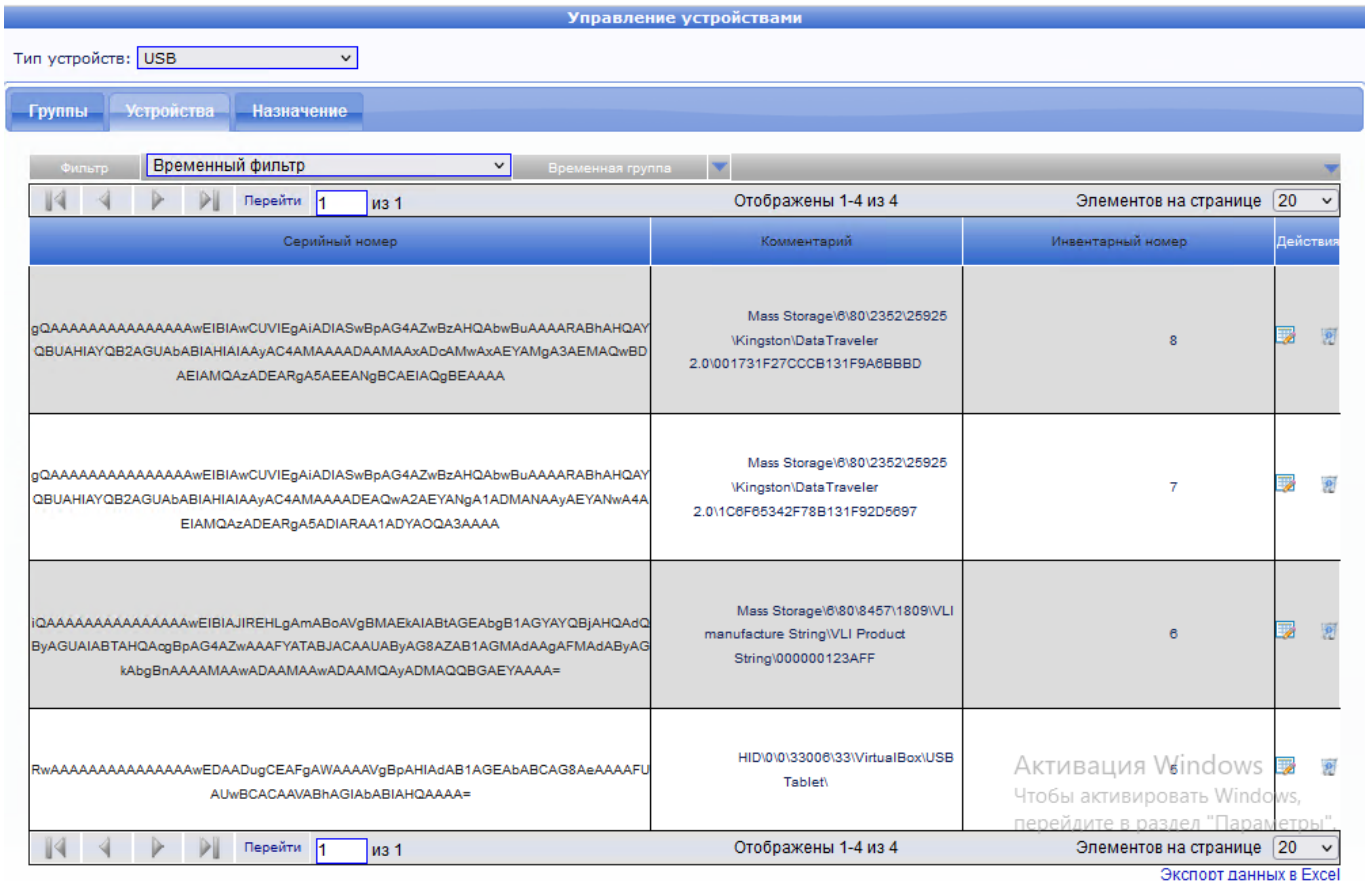 Управление устройствами
Тип устройств: USB
Группы Устройства Назначение
Фильтр Временный фильтр Временная группа
Перейти 1 из 1 Отображены 1-4 из 4 Элементов на странице 20
Серийный номер Комментарий Инвентарный номер Действия
gQAAAAAAAAAAAAAAAwEIBIAwCUVIEgAiADIASwBpAG4AZwBzAHQAbwBuAAAARABhAHQAY
QBUAHIAYQB2AGUAbABIAHIAIAAyAC4AMAAAADAAMAAxADcAMwAxAEYAMgA3AEMAQwBD
AEIAMQAzADEARgA5AEEANgBCAEIAQgBEAAAA
Mass Storage\6\80\2352\25925
\Kingston\DataTraveler
2.0\001731F27CCCB131F9A6BBBD
8
gQAAAAAAAAAAAAAAAwEIBIAwCUVIEgAiADIASwBpAG4AZwBzAHQAbwBuAAAARABhAHQAY
QBUAHIAYQB2AGUAbABIAHIAIAAyAC4AMAAAADEAQwA2AEYANgA1ADMANAAyAEYANwA4A
EIAMQAzADEARgA5ADIARAA1ADYAOQA3AAAA
Mass Storage\6\80\2352\25925
\Kingston\DataTraveler
2.0\1C6F65342F78B131F92D5697
7
iQAAAAAAAAAAAAAAAwEIBIAJIREHLgAmABoAVgBMAEkAIABtAGEAbgB1AGYAYQBjAHQAdQ
ByAGUAIABTAHQAcgBpAG4AZwAAAFYATABJACAAUAByAG8AZAB1AGMAdAAgAFMAdAByAG
kAbgBnAAAAMAAwADAAMAAwADAAMQAyADMAQQBGAEYAAAA=
Mass Storage\6\80\8457\1809\VLI
manufacture String\VLI Product
String\000000123AFF
6
RwAAAAAAAAAAAAAAAwEDAADugCEAFgAWAAAAVgBpAHIAdAB1AGEAbABCAG8AeAAAAFU
AUwBCACAAVABhAGIAbABIAHQAAAA=
HID\0\0\33006\33\VirtualBox\USB
Tablet\
5
Активация Windows
Чтобы активировать Windows,
перейдите в раздел "Параметры".
Перейти 1 из 1 Отображены 1-4 из 4 Элементов на странице 20
Экспорт данных в Excel